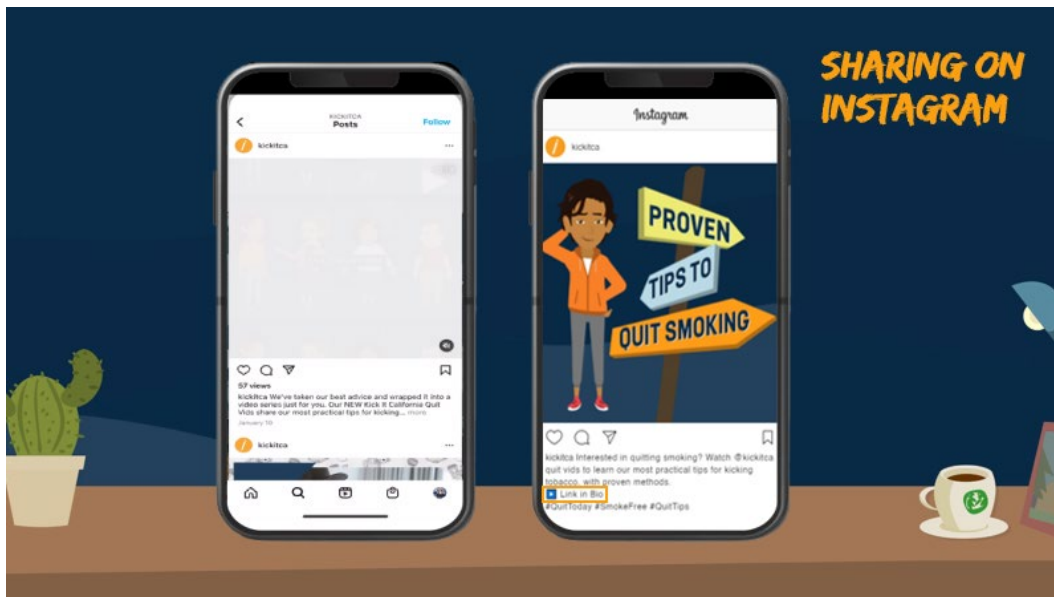 SHARING ON
INSTAGRAM
KICKITCA
Posts
Follow
kickitca
57 views
kickitca We've taken our best advice and wrapped it into a
video series just for you. Our NEW Kick It California Quit
Vids share our most practical tips for kicking... more
January 10
kickitca
Instagram
kickitca
PROVEN
TIPS TO
QUIT SMOKING
kickitca Interested in quitting smoking? Watch @kickitca
quit vids to learn our most practical tips for kicking
tobacco, with proven methods.
Link in Bio
#QuitToday #SmokeFree #QuitTips